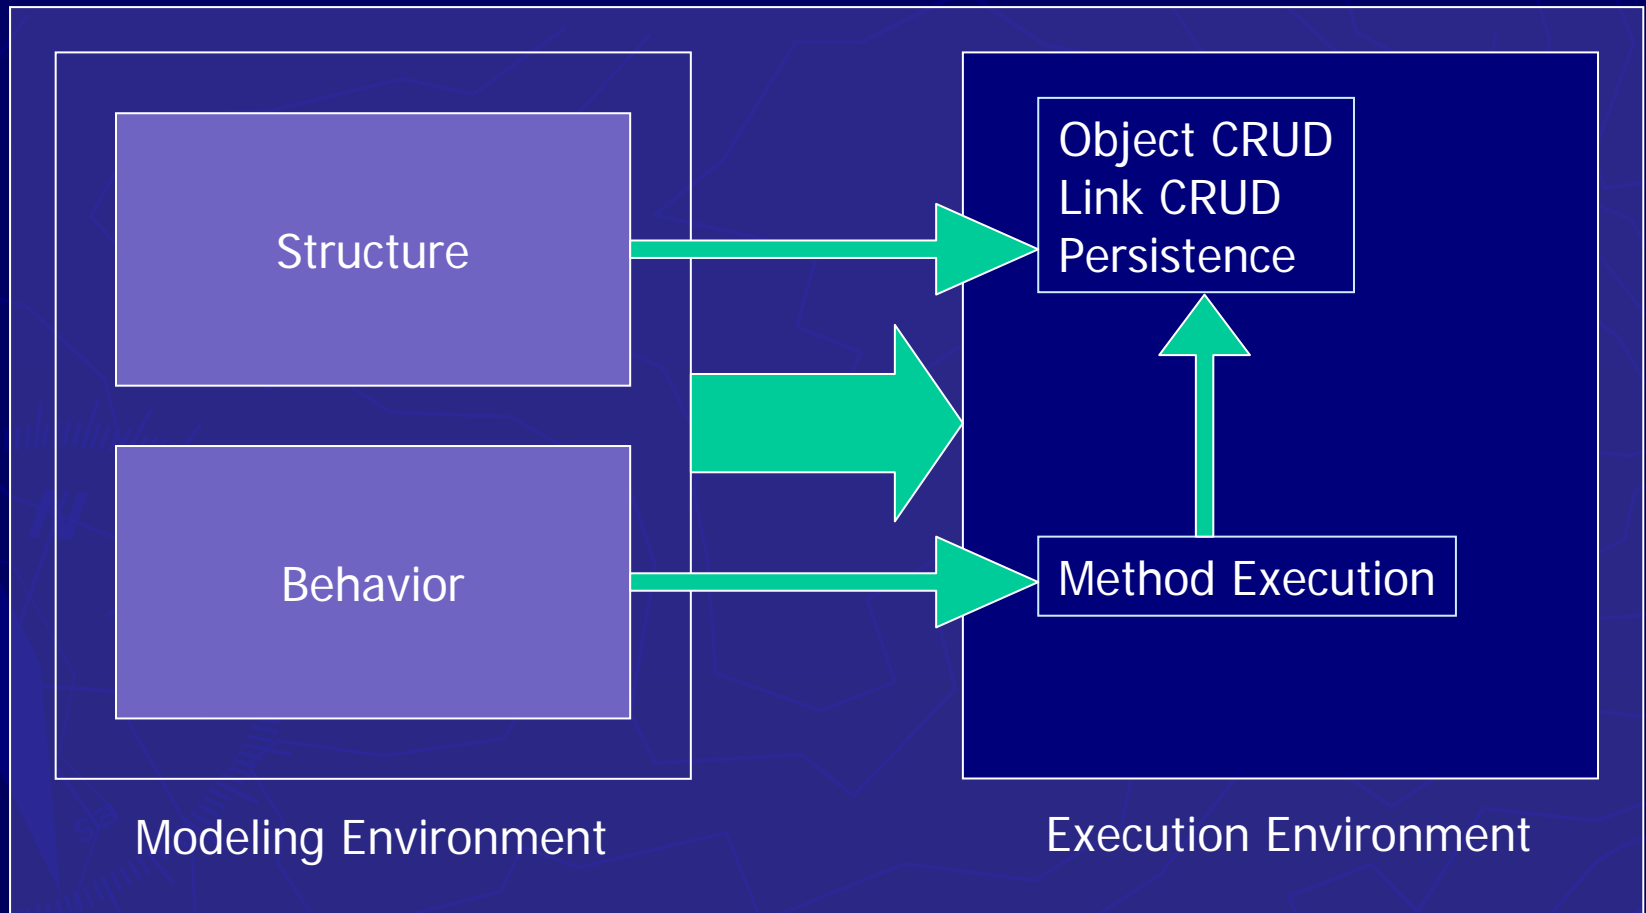 Structure
Behavior
Modeling Environment
Object CRUD
Link CRUD
Persistence
Method Execution
Execution Environment